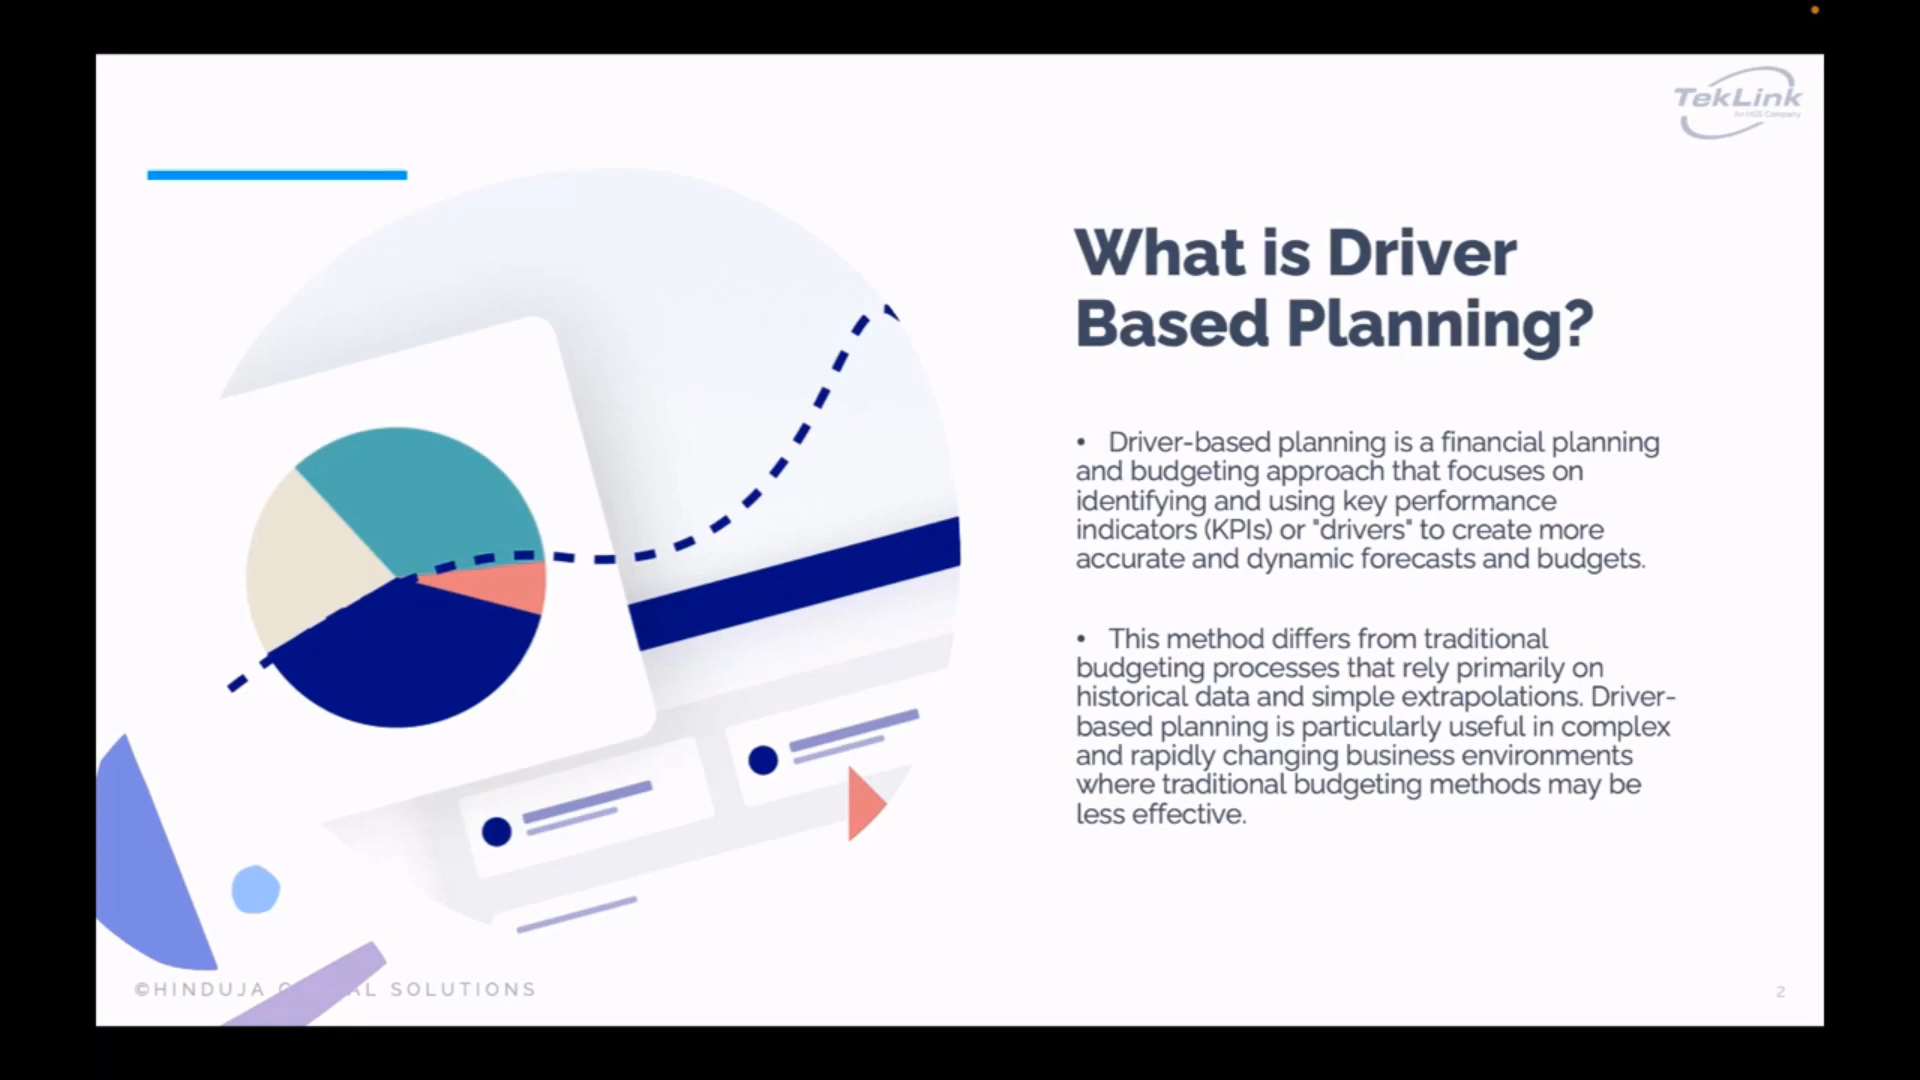 TekLink
An HGS Company
What is Driver
Based Planning?
• Driver-based planning is a financial planning
and budgeting approach that focuses on
identifying and using key performance
indicators (KPIs) or "drivers" to create more
accurate and dynamic forecasts and budgets.
• This method differs from traditional
budgeting processes that rely primarily on
historical data and simple extrapolations. Driver-
based planning is particularly useful in complex
and rapidly changing business environments
where traditional budgeting methods may be
less effective.
©HINDUJA SOLUTIONS
2